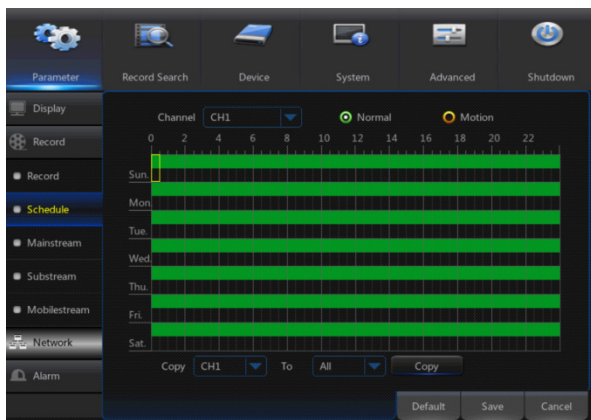 Parameter Record Search Device System Advanced Shutdown
Display
Record
Record
Schedule
Mainstream
Substream
Mobilestream
Network
Alarm
Channel CH1 Normal Motion
0 2 4 6 8 10 12 14 16 18 20 22
Sun.
Mon.
Tue.
Wed.
Thu.
Fri.
Sat.
Copy CH1 To All Copy
Default Save Cancel